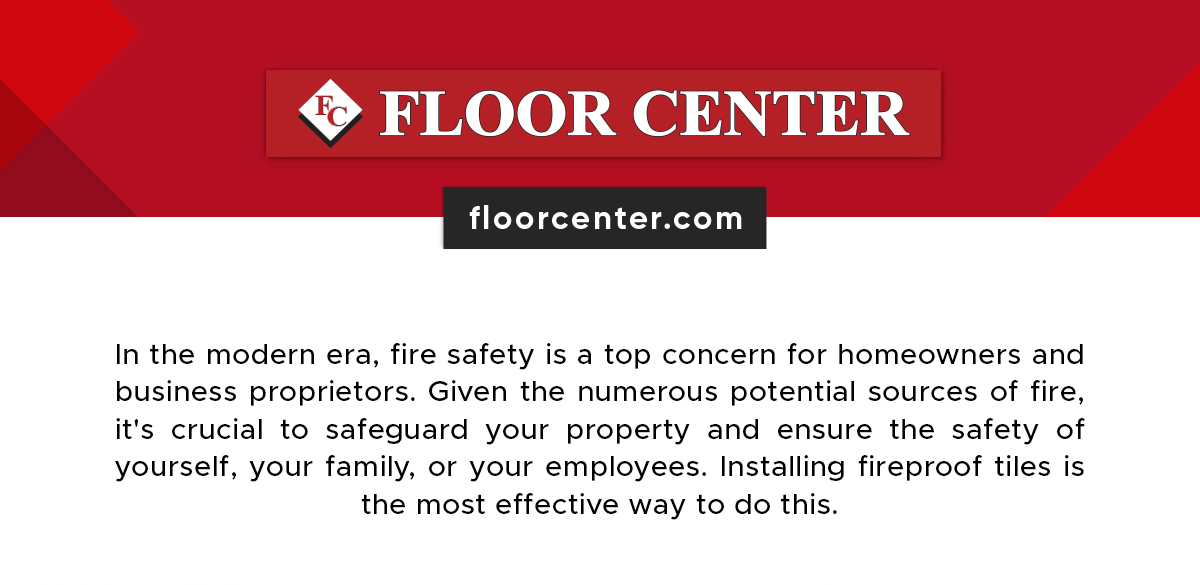 FC FLOOR CENTER
floorcenter.com
In the modern era, fire safety is a top concern for homeowners and
business proprietors. Given the numerous potential sources of fire,
it's crucial to safeguard your property and ensure the safety of
yourself, your family, or your employees. Installing fireproof tiles is
the most effective way to do this.